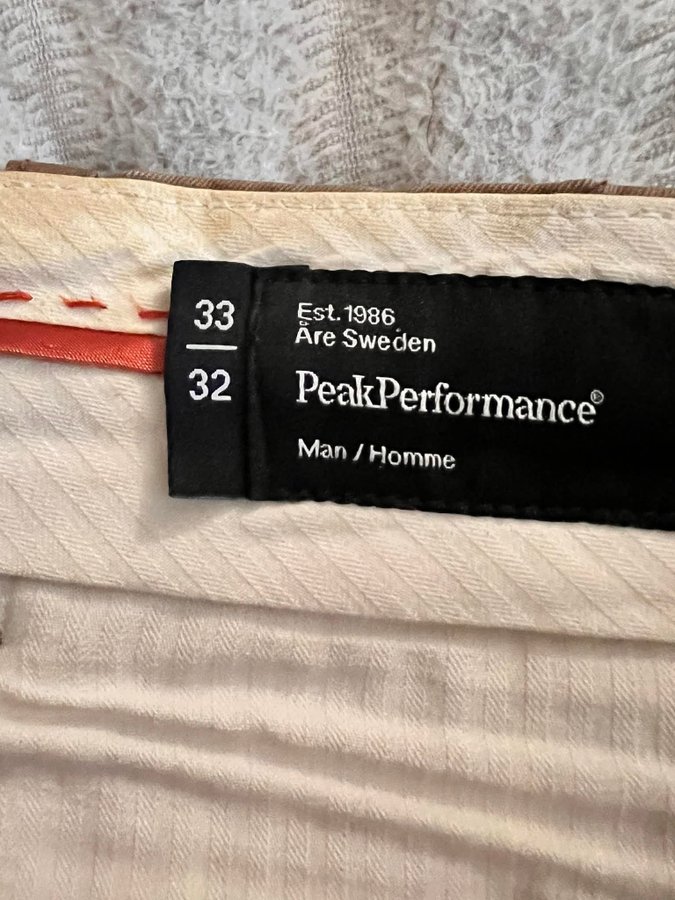 33
32
Est. 1986
Åre Sweden
PeakPerformance®
Man / Homme